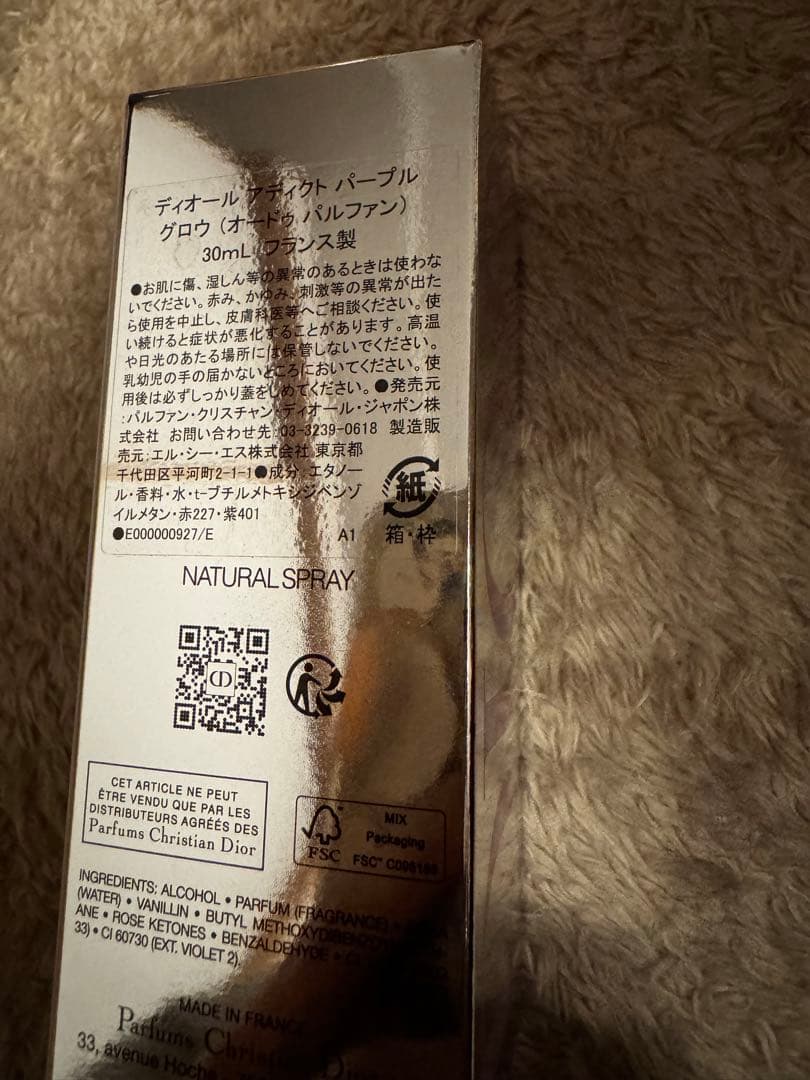 ディオール アディクト パープル
グロウ (オードゥ パルファン)
30mL フランス製
●お肌に傷、湿しん等の異常のあるときは使わな
いでください。赤み、かゆみ、刺激等の異常が出た
ら使用を中止し、皮膚科医等へご相談ください。使
い続けると症状が悪化することがあります。高温
や日光のあたる場所には保管しないでください。
乳幼児の手の届かないところにおいてください。使
用後は必ずしっかり蓋をしめてください。●発売元
:パルファン・クリスチャン・ディオール・ジャポン株
式会社 お問い合わせ先:03-3239-0618 製造販
売元:エル・シー・エス株式会社 東京都
千代田区平河町2-1-1●成分:エタノー
ル・香料・水・t-ブチルメトキシジベンゾ
イルメタン・赤227・紫401
●E000000927/E A1
紙
箱・枠
NATURAL SPRAY
CD
CET ARTICLE NE PEUT
ÊTRE VENDU QUE PAR LES
DISTRIBUTEURS AGRÉÉS DES
Parfums Christian Dior
FSC
MIX
Packaging
FSC™
INGREDIENTS: ALCOHOL • PARFUM (FRAGRANCE) •
(WATER) • VANILLIN • BUTYL
ANE • ROSE KETONES • BENZALDEHYDE •
33) • CI 60730 (EXT. VIOLET 2)
MADE IN FRANCE
Parfums Christian
33, avenue Hoche